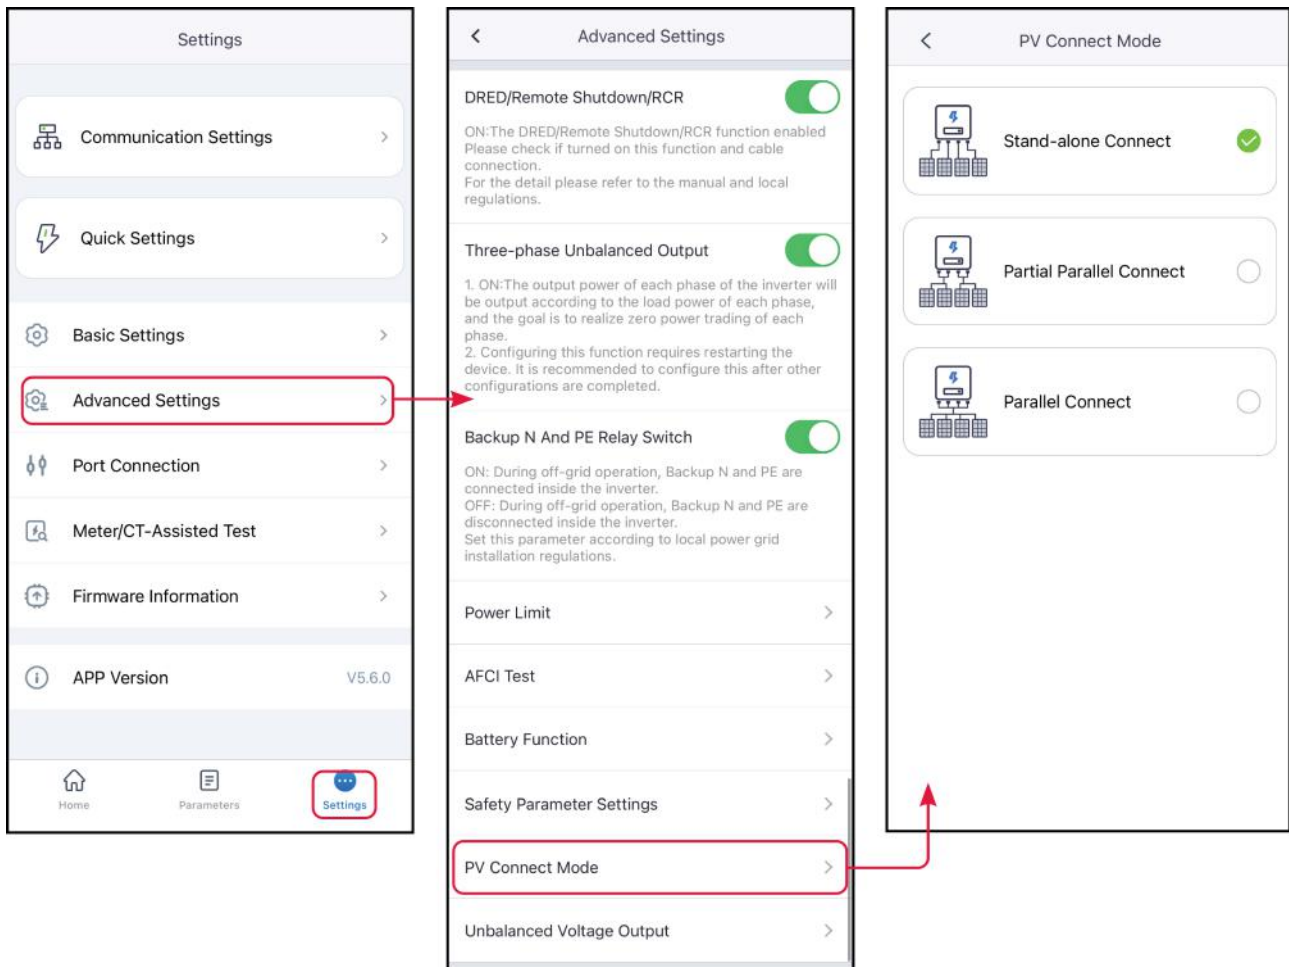 Settings
Communication Settings
Quick Settings
Basic Settings
Advanced Settings
Port Connection
Meter/CT-Assisted Test
Firmware Information
APP Version V5.6.0
Home Parameters Settings
Advanced Settings
DRED/Remote Shutdown/RCR
ON:The DRED/Remote Shutdown/RCR function enabled
Please check if turned on this function and cable
connection.
For the detail please refer to the manual and local
regulations.
Three-phase Unbalanced Output
1. ON:The output power of each phase of the inverter will
be output according to the load power of each phase,
and the goal is to realize zero power trading of each
phase.
2. Configuring this function requires restarting the
device. It is recommended to configure this after other
configurations are completed.
Backup N And PE Relay Switch
ON: During off-grid operation, Backup N and PE are
connected inside the inverter.
OFF: During off-grid operation, Backup N and PE are
disconnected inside the inverter.
Set this parameter according to local power grid
installation regulations.
Power Limit
AFCI Test
Battery Function
Safety Parameter Settings
PV Connect Mode
Unbalanced Voltage Output
PV Connect Mode
Stand-alone Connect
Partial Parallel Connect
Parallel Connect